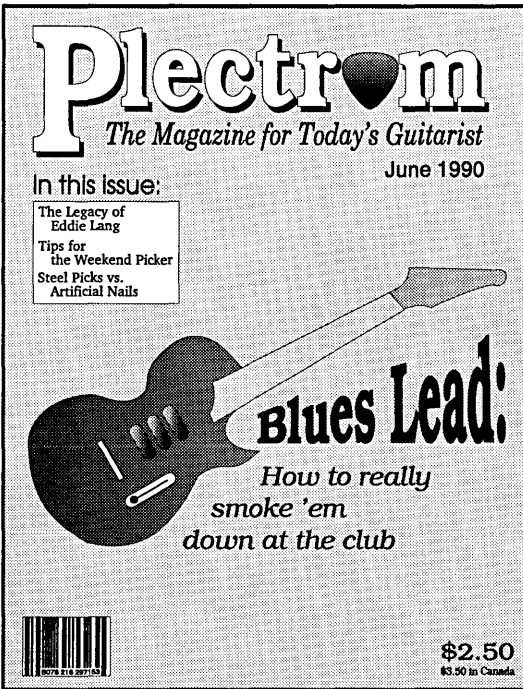 Plectrum
The Magazine for Today's Guitarist
June 1990
In this issue:
The Legacy of
Eddie Lang
Tips for
the Weekend Picker
Steel Picks vs.
Artificial Nails
Blues Lead:
How to really
smoke 'em
down at the club
$2.50
$3.50 in Canada